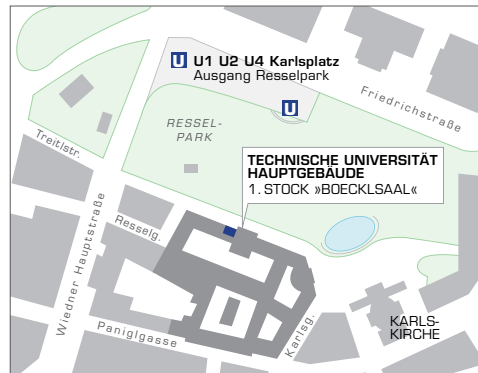 U U1 U2 U4 Karlsplatz
Ausgang Resselpark
U
Friedrichstraße
RESSEL-
PARK
Treitlstr.
TECHNISCHE UNIVERSITÄT
HAUPTGEBÄUDE
1. STOCK »BOECKLSAAL«
Resselg.
Wiedner Hauptstraße
Paniglgasse
Karlsg.
KARLS-
KIRCHE